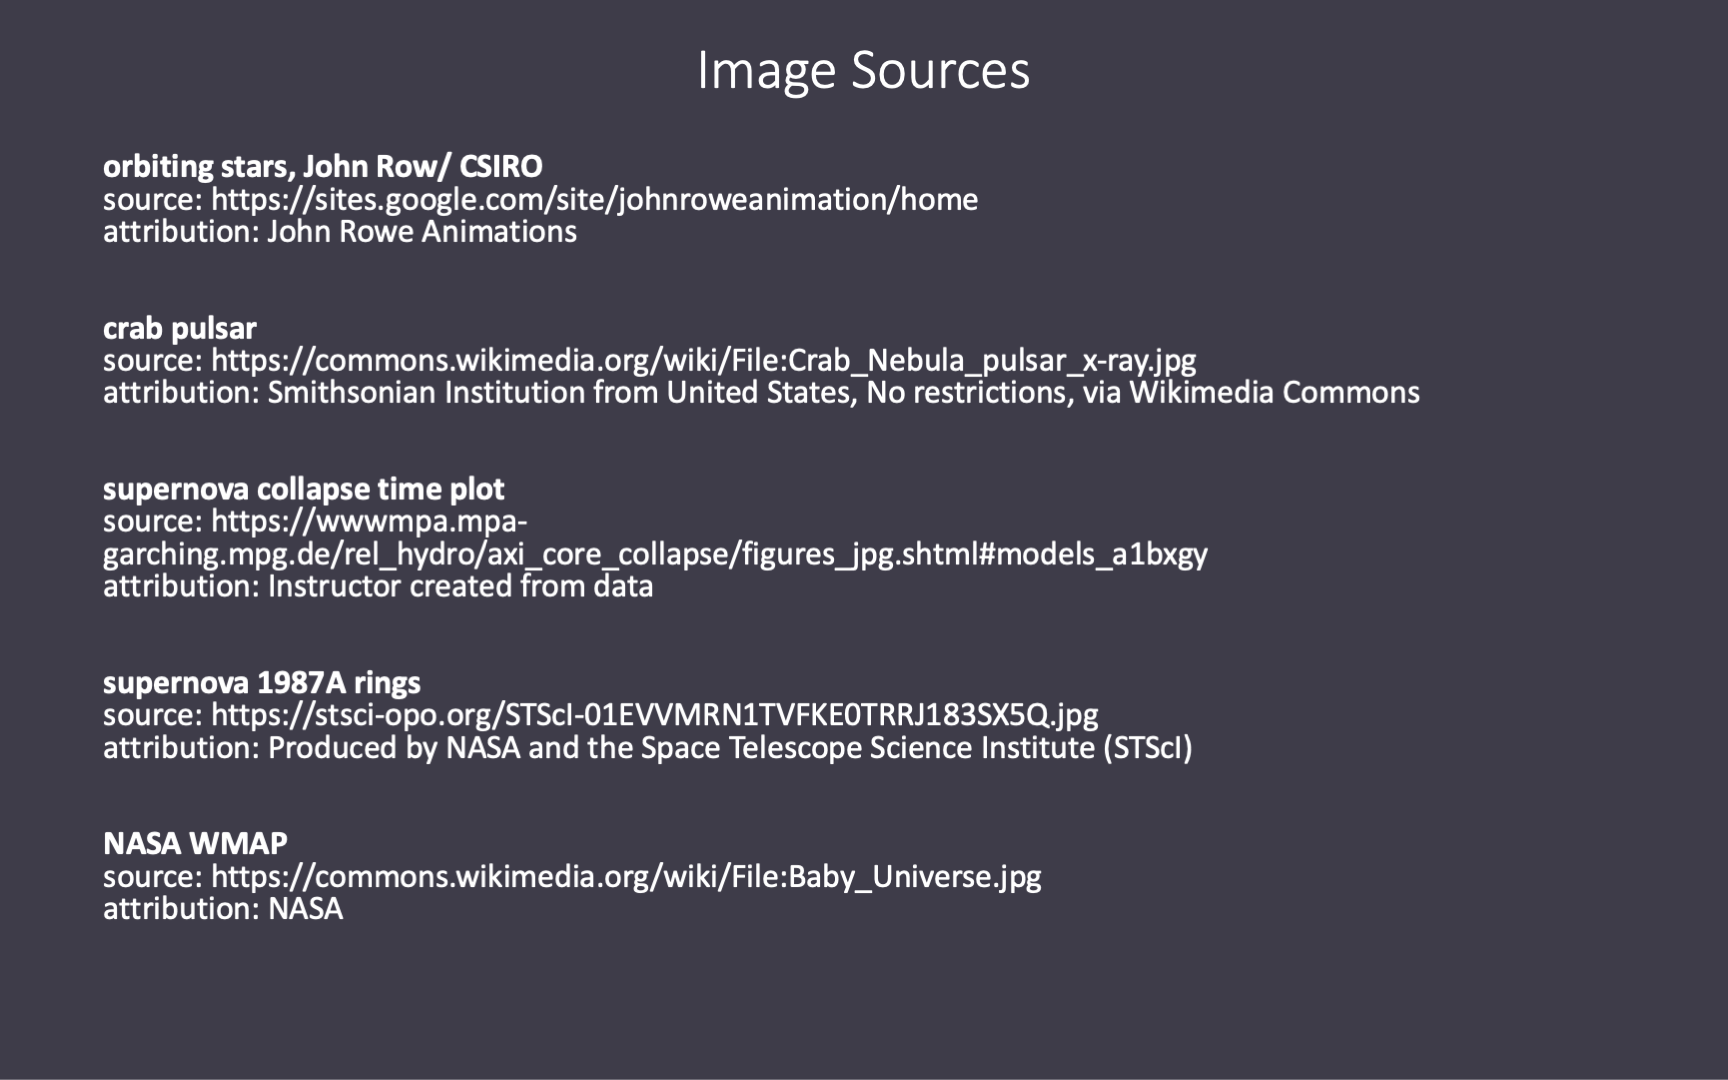 Image Sources
orbiting stars, John Row/ CSIRO
source: https://sites.google.com/site/johnroweanimation/home
attribution: John Rowe Animations
crab pulsar
source: https://commons.wikimedia.org/wiki/File:Crab_Nebula_pulsar_x-ray.jpg
attribution: Smithsonian Institution from United States, No restrictions, via Wikimedia Commons
supernova collapse time plot
source: https://wwwmpa.mpa-
garching.mpg.de/rel_hydro/axi_core_collapse/figures_jpg.shtml#models_a1bxgy
attribution: Instructor created from data
supernova 1987A rings
source: https://stsci-opo.org/STScI-01EVVMRN1TVFKE0TRRJ183SX5Q.jpg
attribution: Produced by NASA and the Space Telescope Science Institute (STScI)
NASA WMAP
source: https://commons.wikimedia.org/wiki/File:Baby_Universe.jpg
attribution: NASA